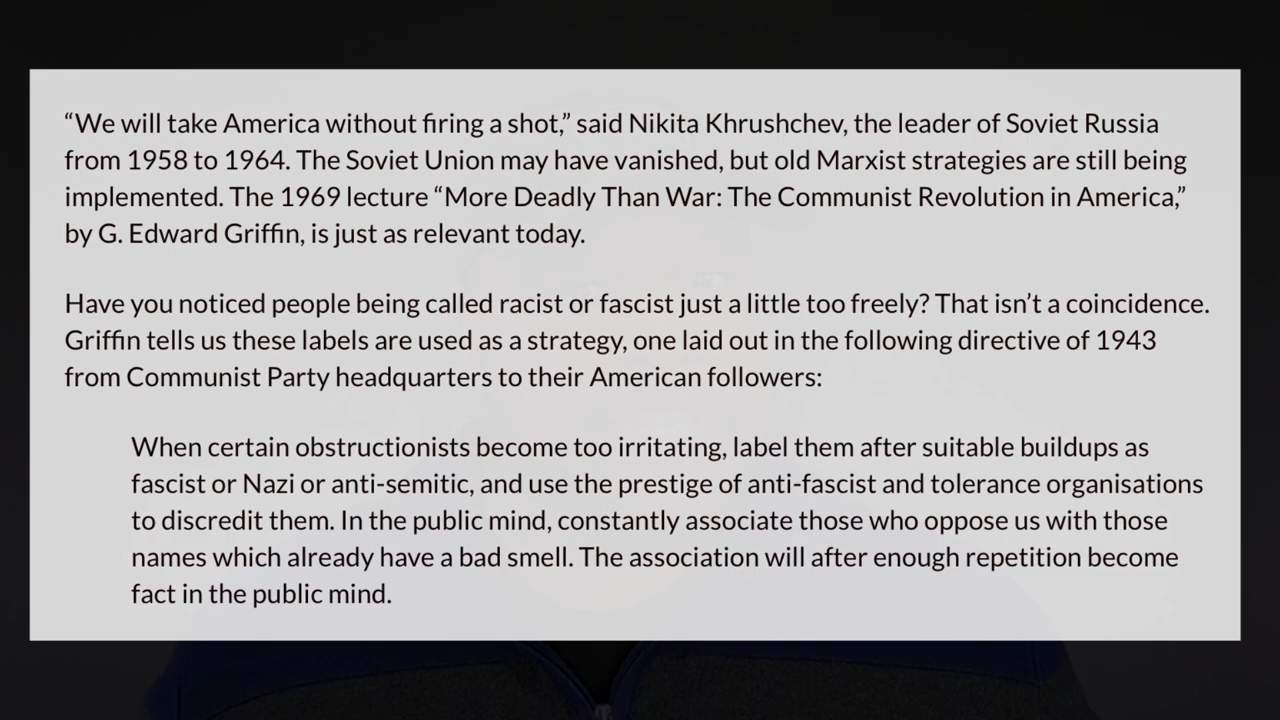 “We will take America without firing a shot,” said Nikita Khrushchev, the leader of Soviet Russia
from 1958 to 1964. The Soviet Union may have vanished, but old Marxist strategies are still being
implemented. The 1969 lecture “More Deadly Than War: The Communist Revolution in America,”
by G. Edward Griffin, is just as relevant today.
Have you noticed people being called racist or fascist just a little too freely? That isn’t a coincidence.
Griffin tells us these labels are used as a strategy, one laid out in the following directive of 1943
from Communist Party headquarters to their American followers:
When certain obstructionists become too irritating, label them after suitable buildups as
fascist or Nazi or anti-semitic, and use the prestige of anti-fascist and tolerance organisations
to discredit them. In the public mind, constantly associate those who oppose us with those
names which already have a bad smell. The association will after enough repetition become
fact in the public mind.